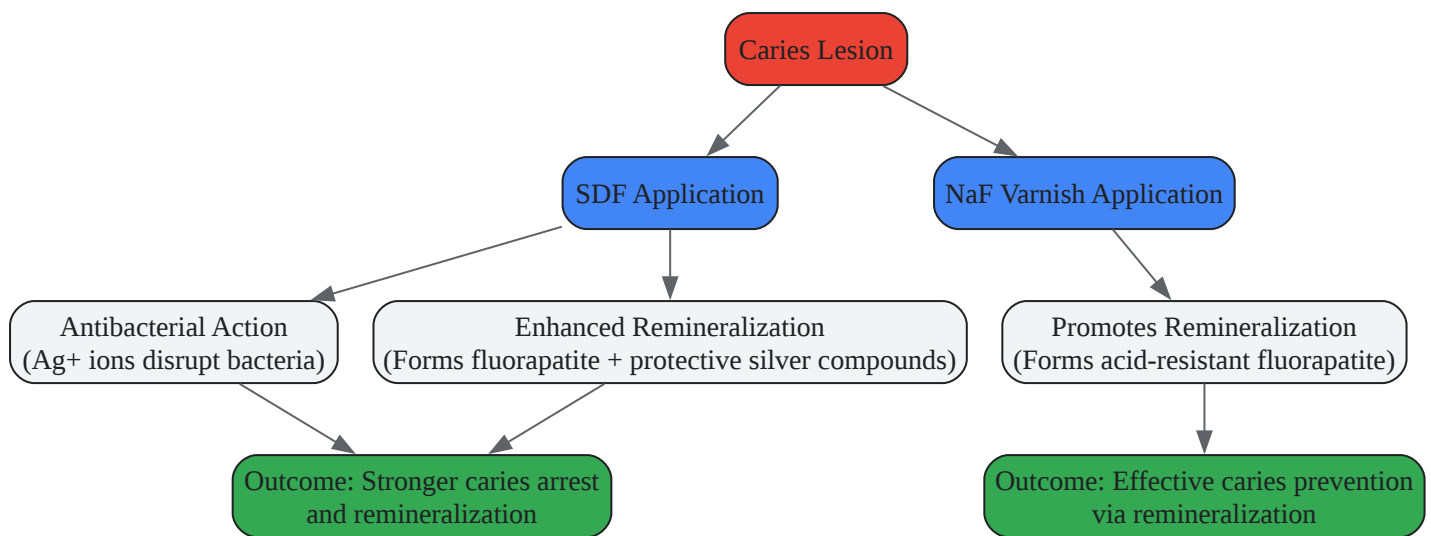 Caries Lesion
SDF Application
NaF Varnish Application
Antibacterial Action
(Ag+ ions disrupt bacteria)
Enhanced Remineralization
(Forms fluorapatite + protective silver compounds)
Promotes Remineralization
(Forms acid-resistant fluorapatite)
Outcome: Stronger caries arrest
and remineralization
Outcome: Effective caries prevention
via remineralization